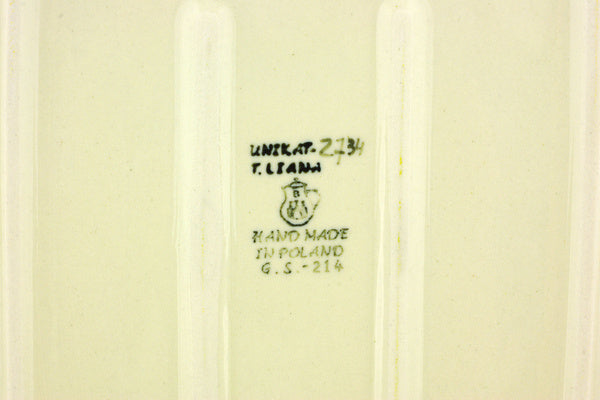 UNIKAT-2734
T. LIANA
B
HAND MADE
IN POLAND
G.S.-214